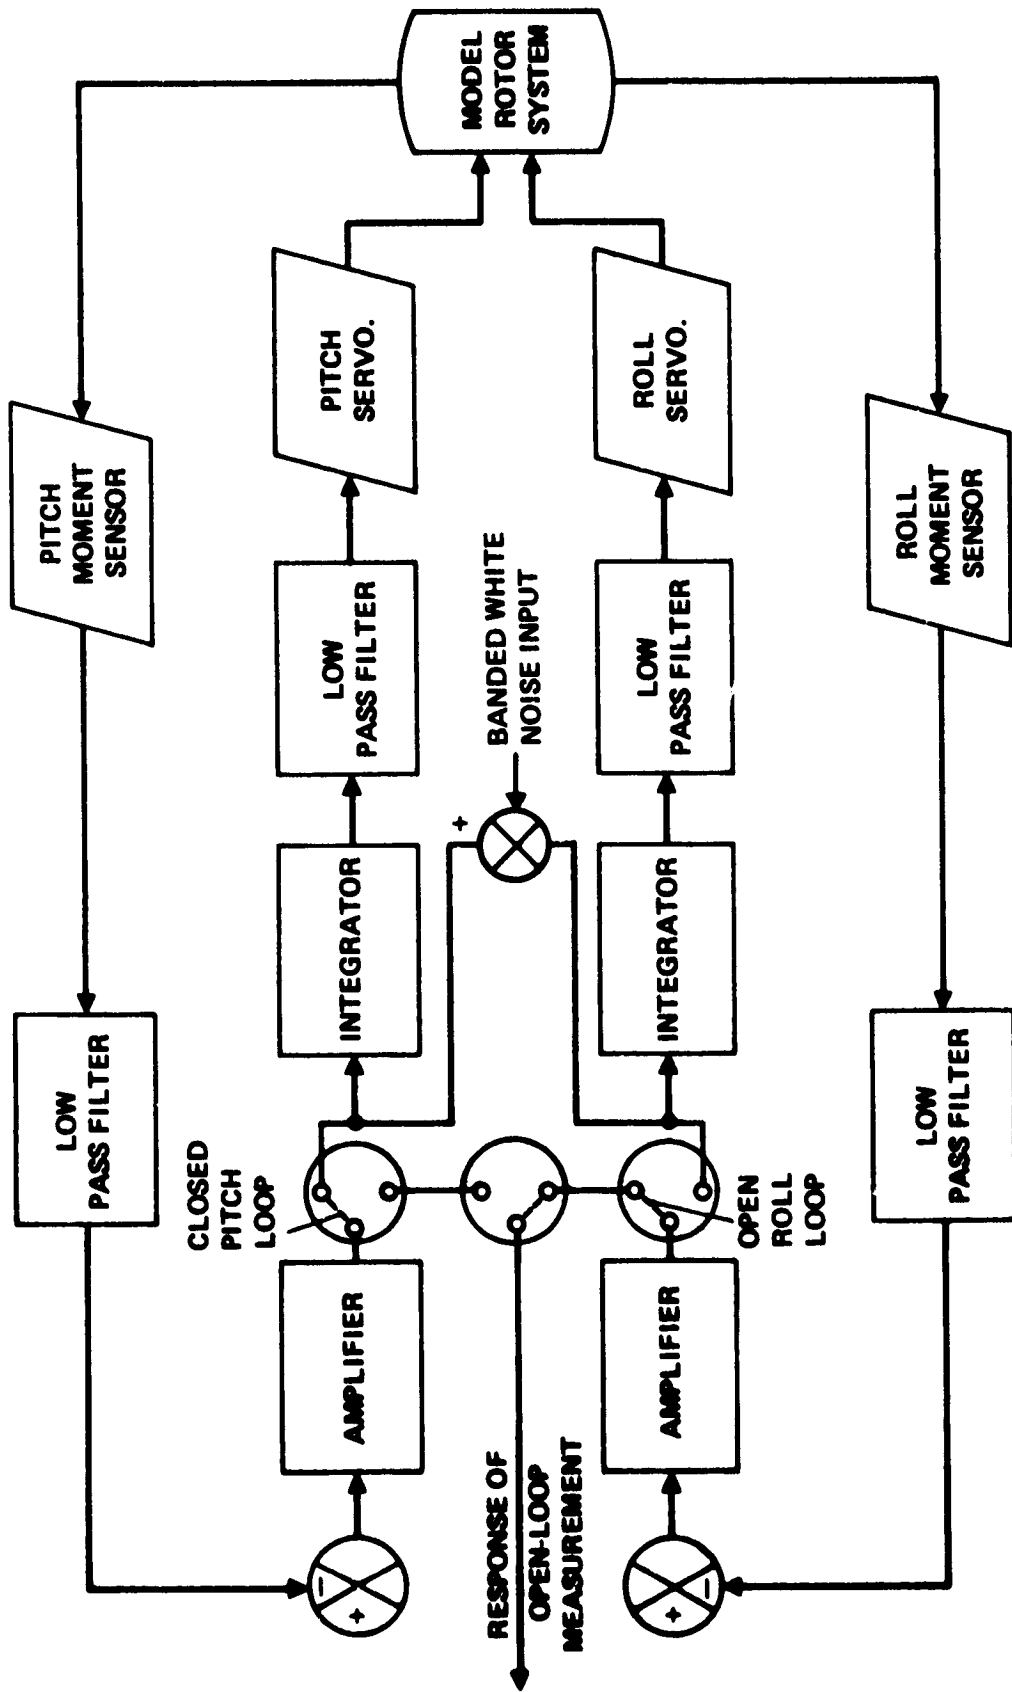 PITCH
MOMENT
SENSOR
LOW
PASS FILTER
MODEL
ROTOR
SYSTEM
CLOSED
PITCH
LOOP
-
+
AMPLIFIER
INTEGRATOR
LOW
PASS FILTER
PITCH
SERVO.
RESPONSE OF
OPEN-LOOP
MEASUREMENT
+
BANDED WHITE
NOISE INPUT
+
-
AMPLIFIER
INTEGRATOR
LOW
PASS FILTER
ROLL
SERVO.
OPEN
ROLL
LOOP
LOW
PASS FILTER
ROLL
MOMENT
SENSOR